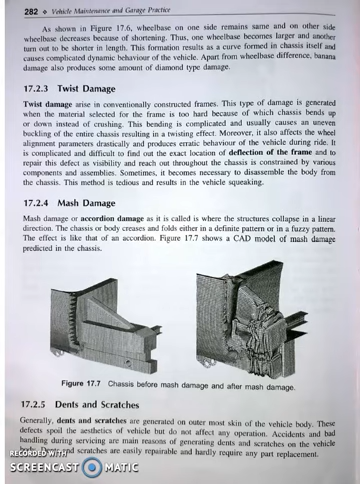 282 ❖ Vehicle Maintenance and Garage Practice
As shown in Figure 17.6, wheelbase on one side remains same and on other side
wheelbase decreases because of shortening. Thus, one wheelbase becomes larger and another
turn out to be shorter in length. This formation results as a curve formed in chassis itself and
causes complicated dynamic behaviour of the vehicle. Apart from wheelbase difference, banana
damage also produces some amount of diamond type damage.
17.2.3 Twist Damage
Twist damage arise in conventionally constructed frames. This type of damage is generated
when the material selected for the frame is too hard because of which chassis bends up
or down instead of crushing. This bending is complicated and usually causes an uneven
buckling of the entire chassis resulting in a twisting effect. Moreover, it also affects the wheel
alignment parameters drastically and produces erratic behaviour of the vehicle during ride. It
is complicated and difficult to find out the exact location of deflection of the frame and to
repair this defect as visibility and reach out throughout the chassis is constrained by various
components and assemblies. Sometimes, it becomes necessary to disassemble the body from
the chassis. This method is tedious and results in the vehicle squeaking.
17.2.4 Mash Damage
Mash damage or accordion damage as it is called is where the structures collapse in a linear
direction. The chassis or body creases and folds either in a definite pattern or in a fuzzy pattern.
The effect is like that of an accordion. Figure 17.7 shows a CAD model of mash damage
predicted in the chassis.
Figure 17.7 Chassis before mash damage and after mash damage.
17.2.5 Dents and Scratches
Generally, dents and scratches are generated on outer most skin of the vehicle body. These
defects spoil the aesthetics of vehicle but do not affect any operation. Accidents and bad
handling during servicing are main reasons of generating dents and scratches on the vehicle
and scratches are easily repairable and hardly require any part replacement.
RECORDED WITH
SCREENCAST MATIC